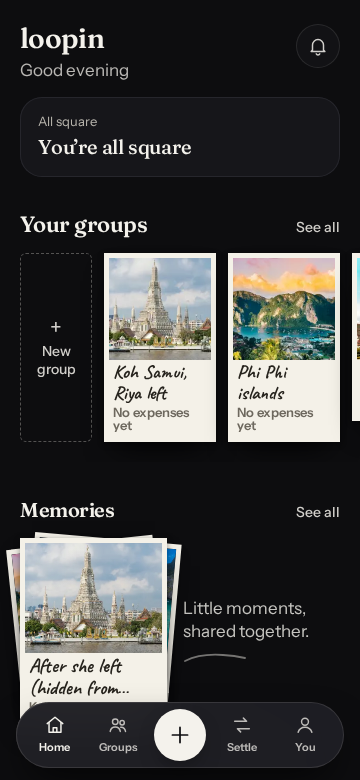 loopin
Good evening
All square
You're all square
Your groups
See all
+
New
group
Koh Samui,
Riya left
No expenses
yet
Phi Phi
islands
No expenses
yet
Memories
See all
Little moments,
shared together.
After she left
(hidden from...
Home
Groups
+
Settle
You